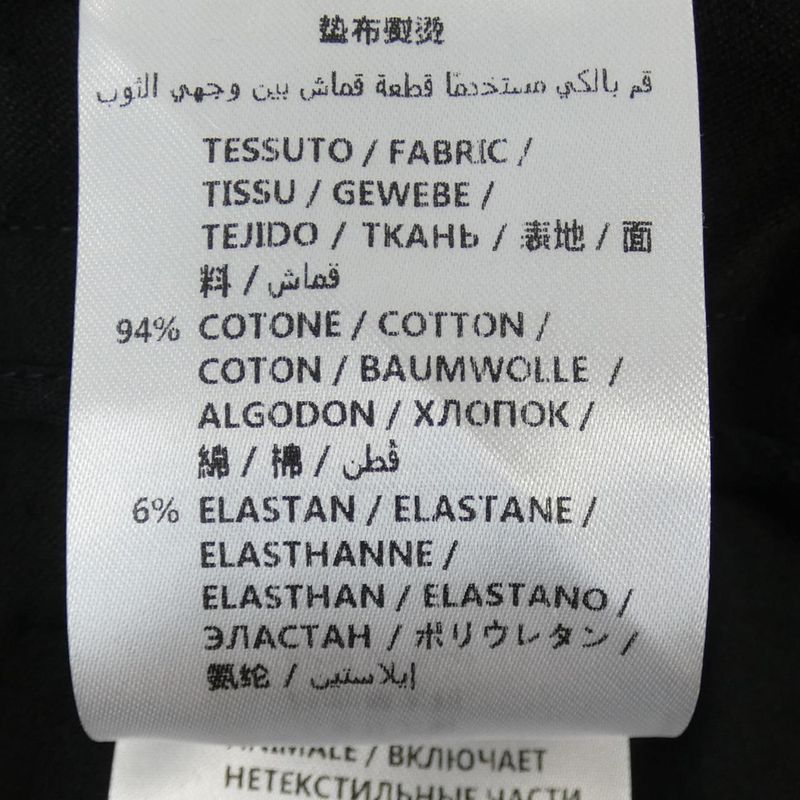 垫布熨烫
قم بالكي مستخدمًا قطعة قماش بين وجهي الثوب
TESSUTO / FABRIC /
TISSU / GEWEBE /
TEJIDO / ТКАНЬ / 表地 / 面
料 / قماش
94% COTONE / COTTON /
COTON / BAUMWOLLE /
ALGODON / ХЛОПОК /
綿 / 棉 / قطن
6% ELASTAN / ELASTANE /
ELASTHANNE /
ELASTHAN / ELASTANO /
ЭЛАСТАН / ポリウレタン /
氨纶 / إيلاستين
ANIMALE / ВКЛЮЧАЕТ
НЕТЕКСТИЛЬНЫЕ ЧАСТИ